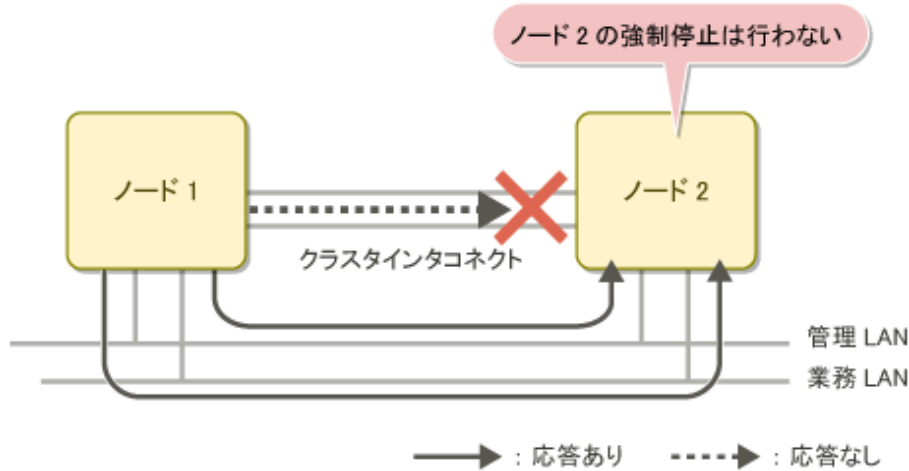 ノード 2 の強制停止は行わない
ノード 1
ノード 2
クラスタインタコネクト
管理 LAN
業務 LAN
: 応答あり
: 応答なし